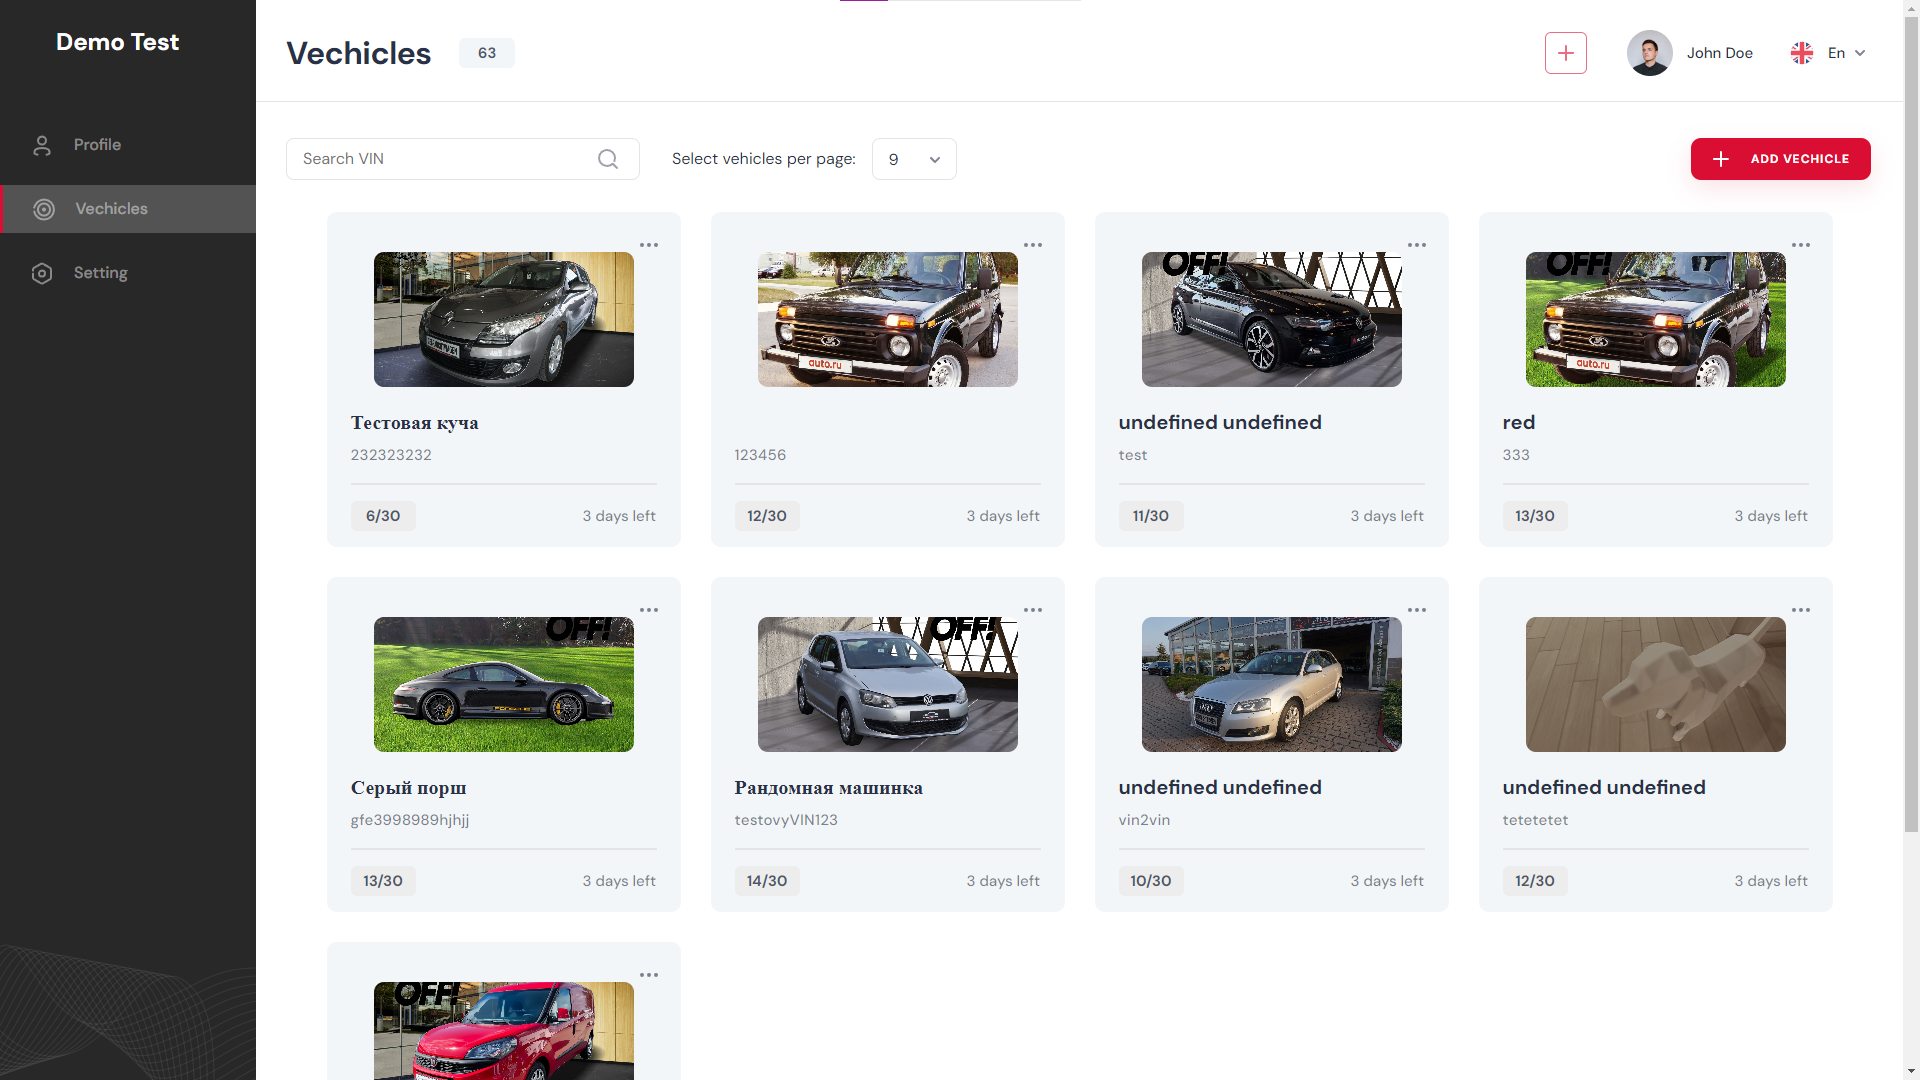 Demo Test
Profile
Vechicles
Setting
Vechicles 63
John Doe
En
Search VIN
Select vehicles per page: 9
ADD VECHICLE
auto.ru
OFF!
OFF!
auto.ru
Тестовая куча
232323232
6/30 3 days left
123456
12/30 3 days left
undefined undefined
test
11/30 3 days left
red
333
13/30 3 days left
OFF!
OFF!
Серый порш
gfe3998989hjhjj
13/30 3 days left
Рандомная машинка
testovyVIN123
14/30 3 days left
undefined undefined
vin2vin
10/30 3 days left
undefined undefined
tetetetet
12/30 3 days left
OFF!